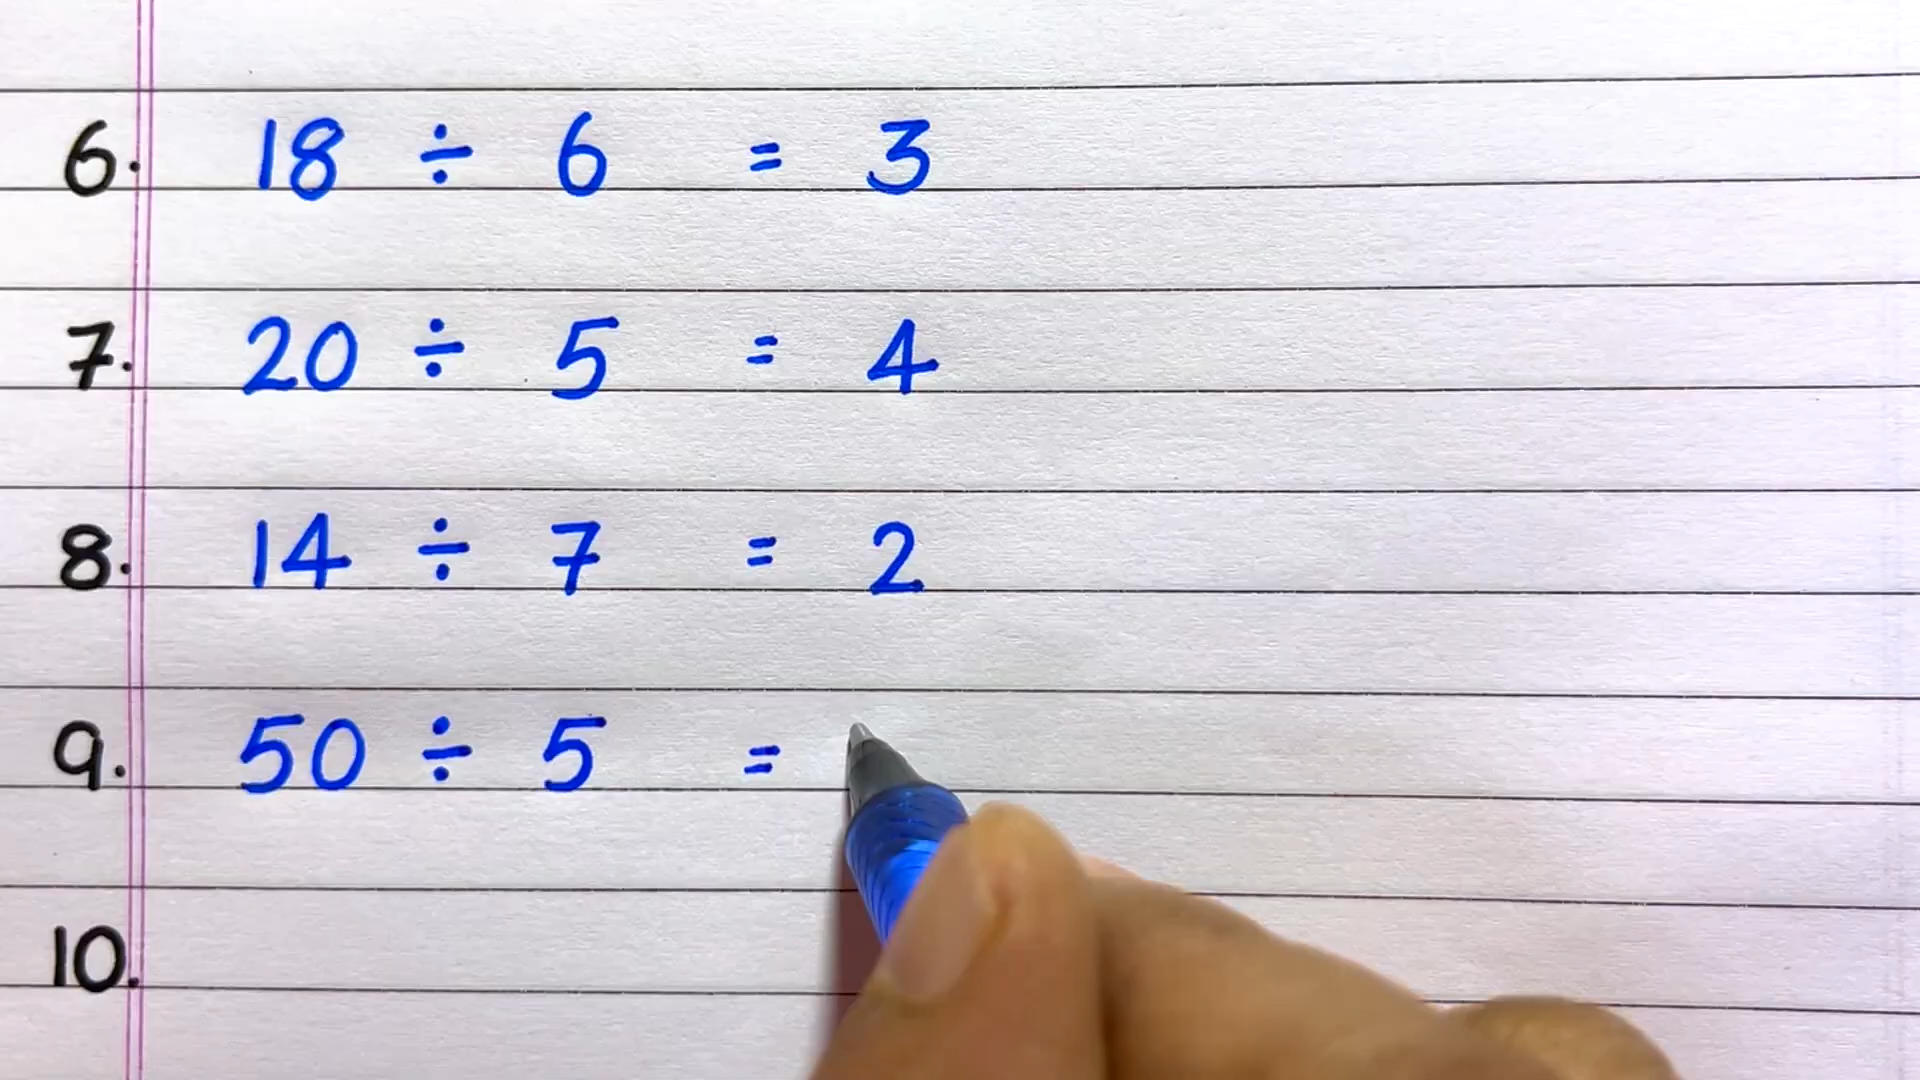 6. 18 ÷ 6 = 3
7. 20 ÷ 5 = 4
8. 14 ÷ 7 = 2
9. 50 ÷ 5 =
10.